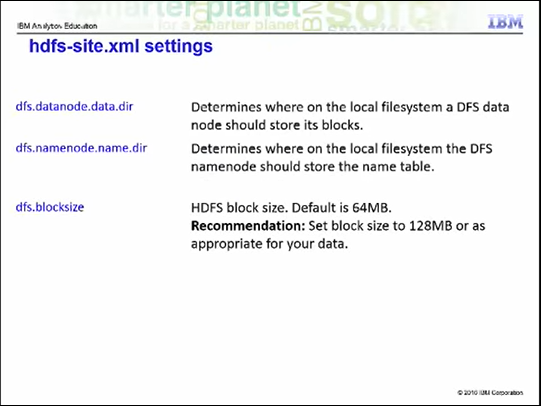 IBM Analytics Education
IBM
hdfs-site.xml settings
dfs.datanode.data.dir
Determines where on the local filesystem a DFS data
node should store its blocks.
dfs.namenode.name.dir
Determines where on the local filesystem the DFS
namenode should store the name table.
dfs.blocksize
HDFS block size. Default is 64MB.
Recommendation: Set block size to 128MB or as
appropriate for your data.
© 2010 IBM Corporation